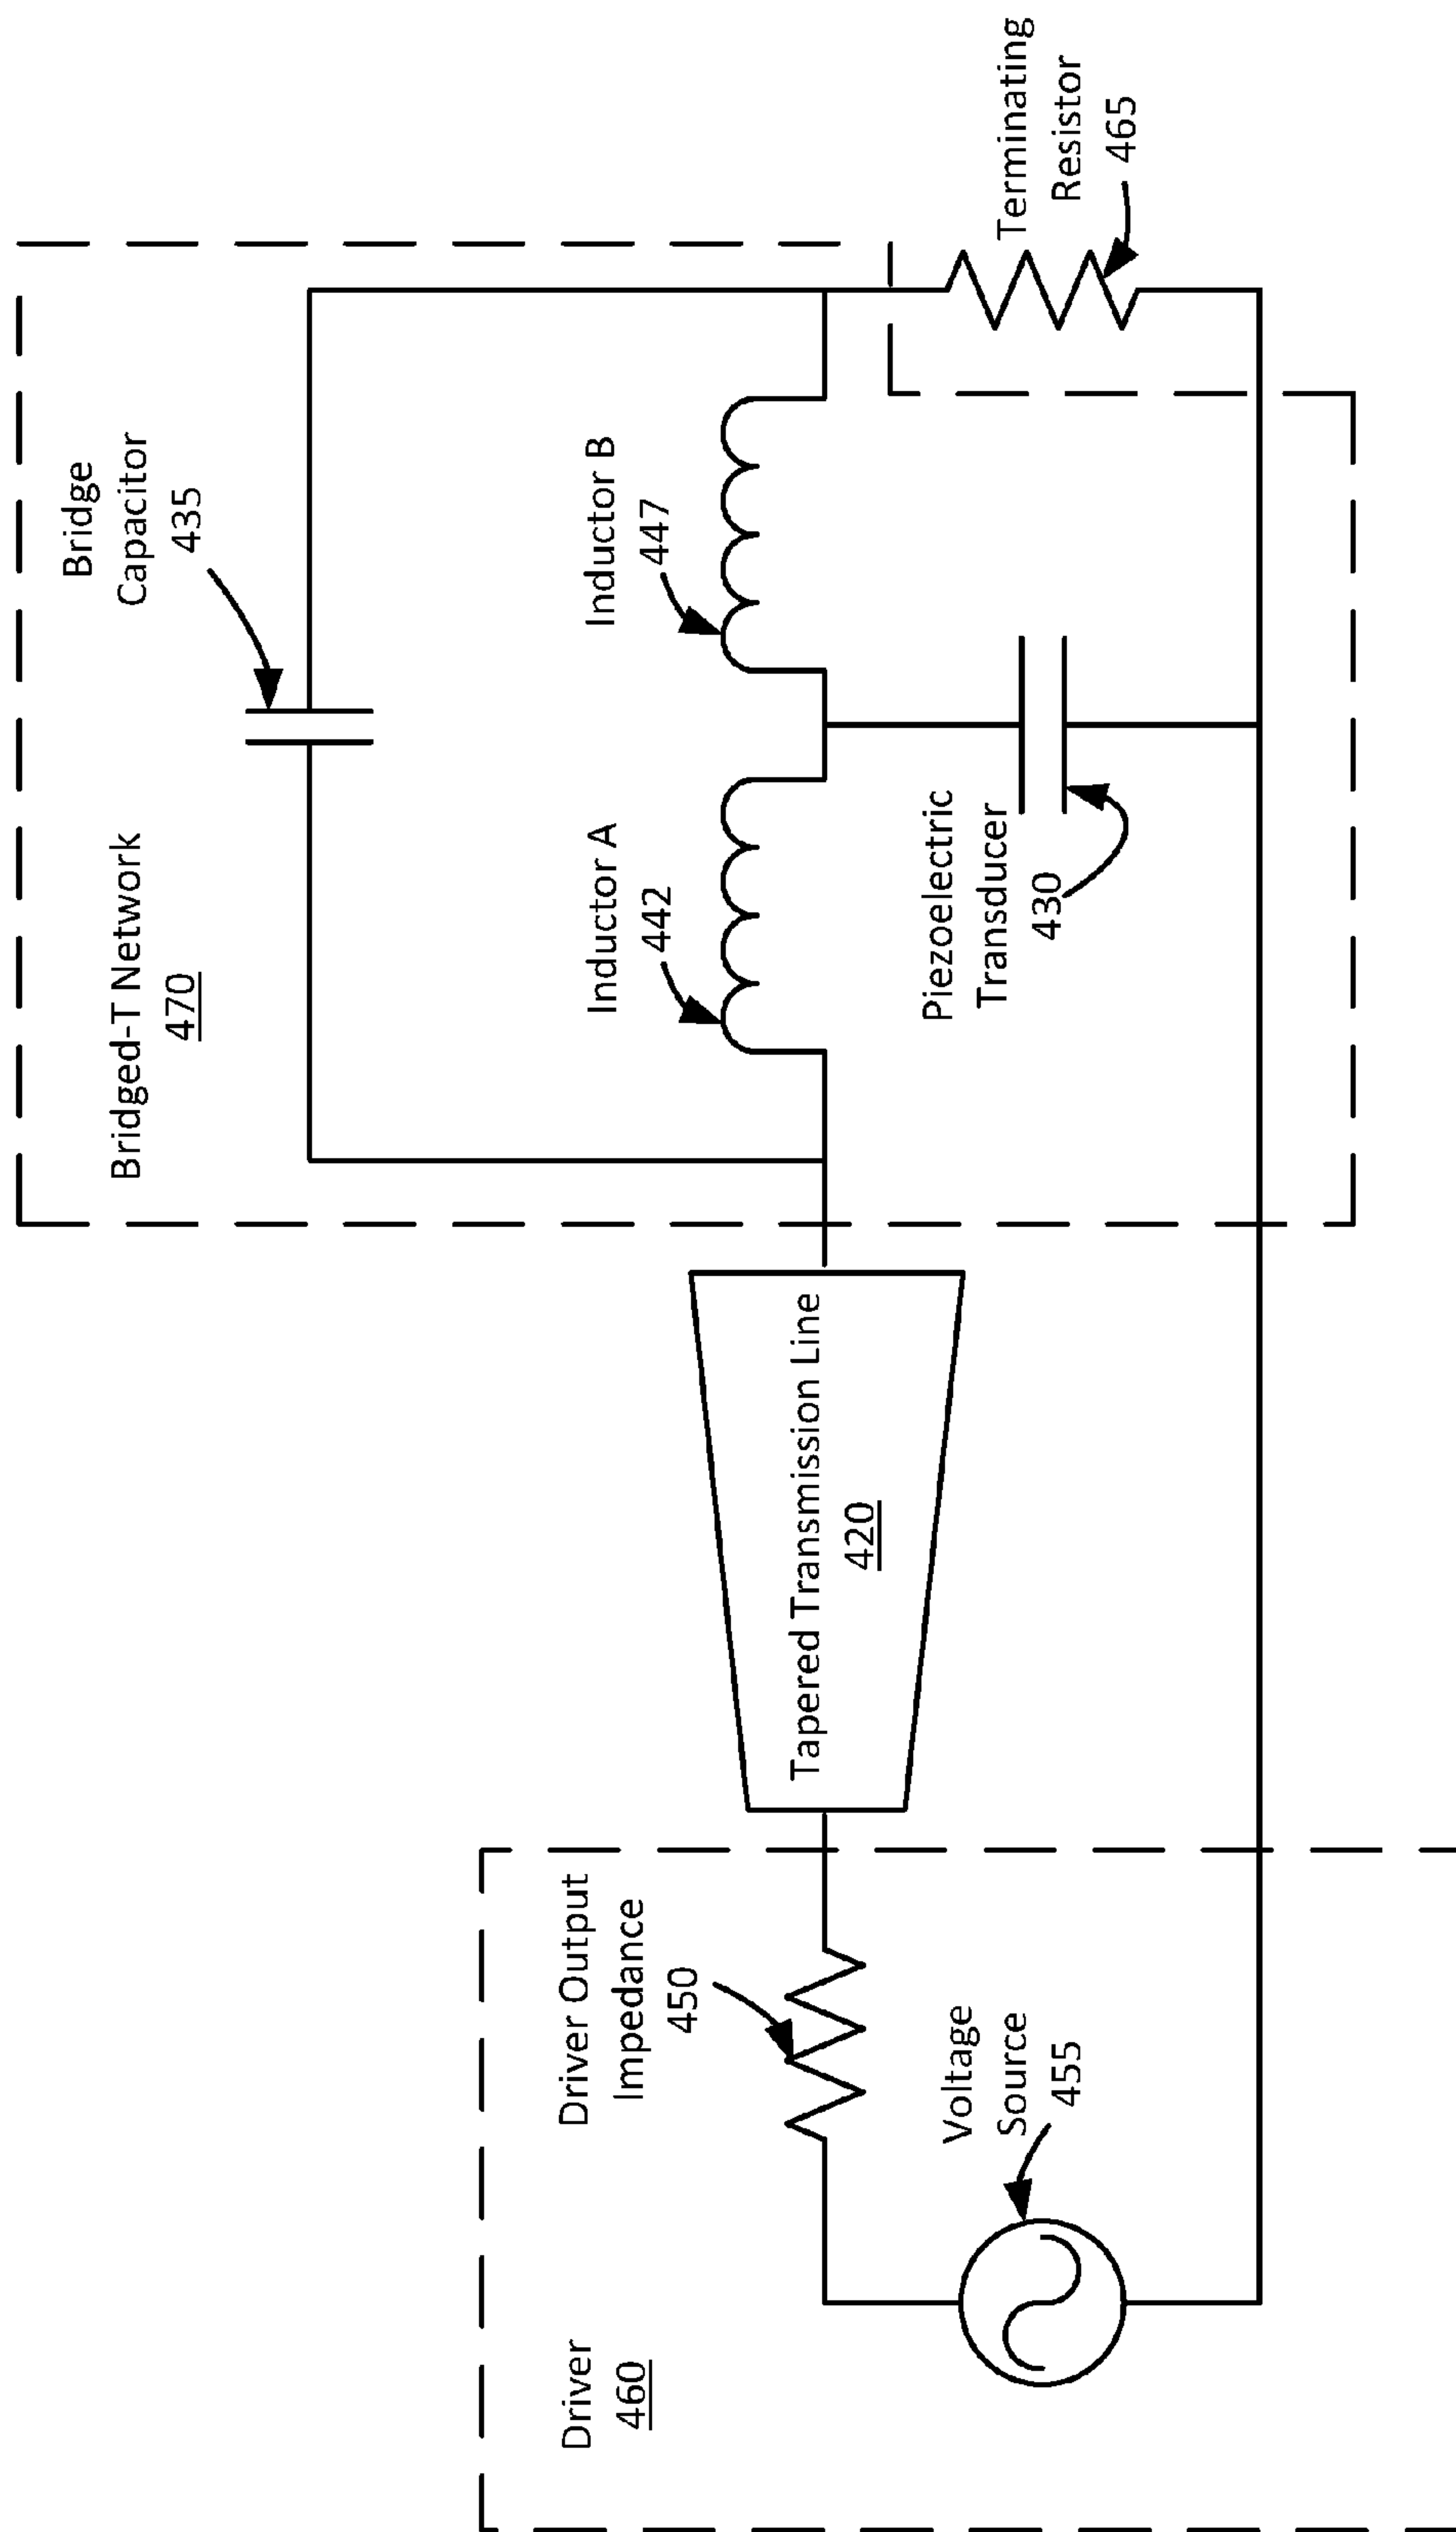 Bridged-T Network
470
Bridge
Capacitor
435
Driver
460
Driver Output
Impedance
450
Inductor A
442
Inductor B
447
Tapered Transmission Line
420
Voltage
Source
455
Piezoelectric
Transducer
430
Terminating
Resistor
465